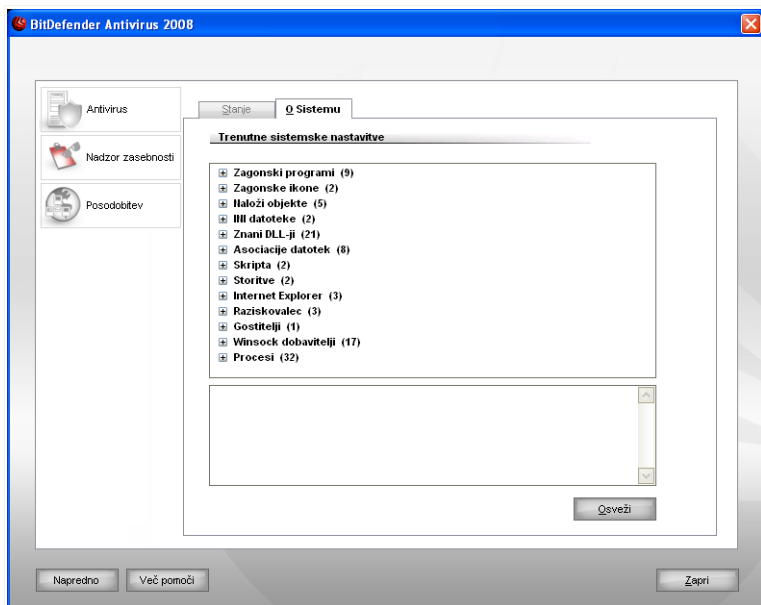 BitDefender Antivirus 2008
Antivirus
Nadzor zasebnosti
Posodobitev
Stanje
O Sistemu
Trenutne sistemske nastavitve
Zagonski programi (9)
Zagonske ikone (2)
Naloži objekte (5)
INI datoteke (2)
Znani DLL-ji (21)
Asociacije datotek (8)
Skripta (2)
Storitve (2)
Internet Explorer (3)
Raziskovalec (3)
Gostitelji (1)
Winsock dobavitelji (17)
Procesi (32)
Osveži
Napredno
Več pomoči
Zapri